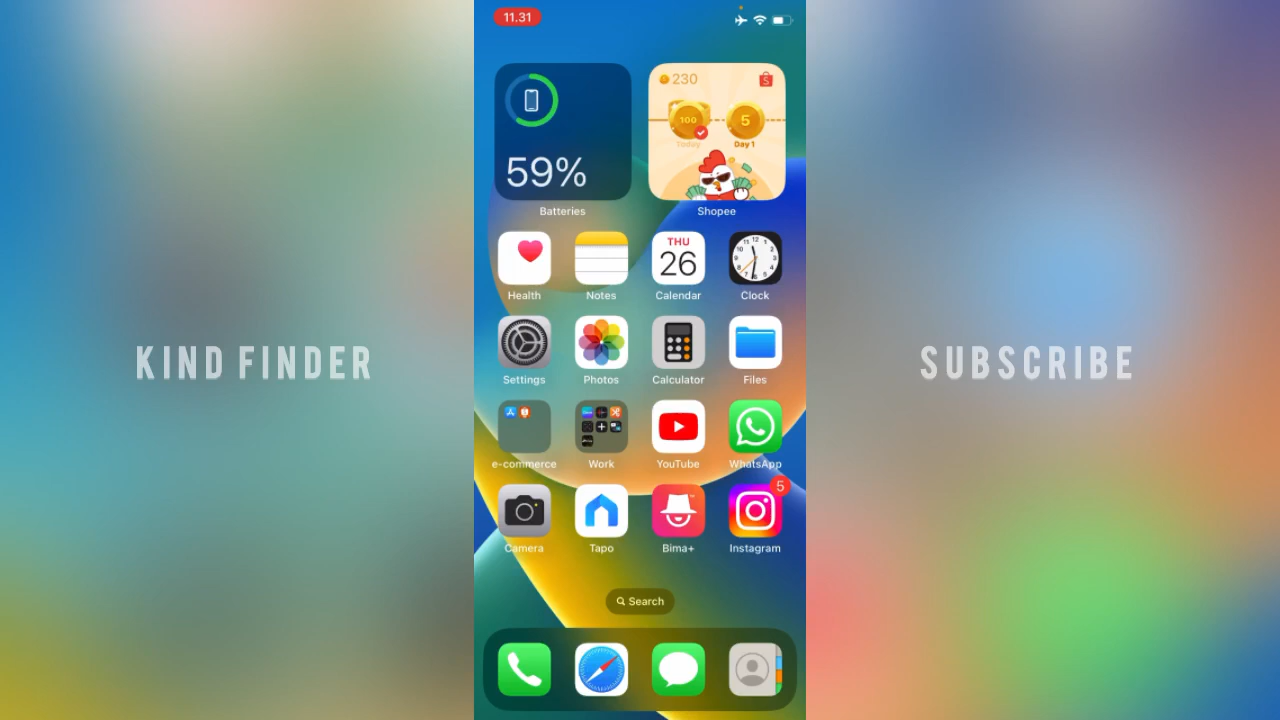 11.31
59%
Batteries
230
100
5
Today
Day 1
Shopee
Health
Notes
THU
26
Calendar
Clock
Settings
Photos
Calculator
Files
KIND FINDER
SUBSCRIBE
e-commerce
Work
YouTube
WhatsApp
5
Camera
Tapo
Bima+
Instagram
Search